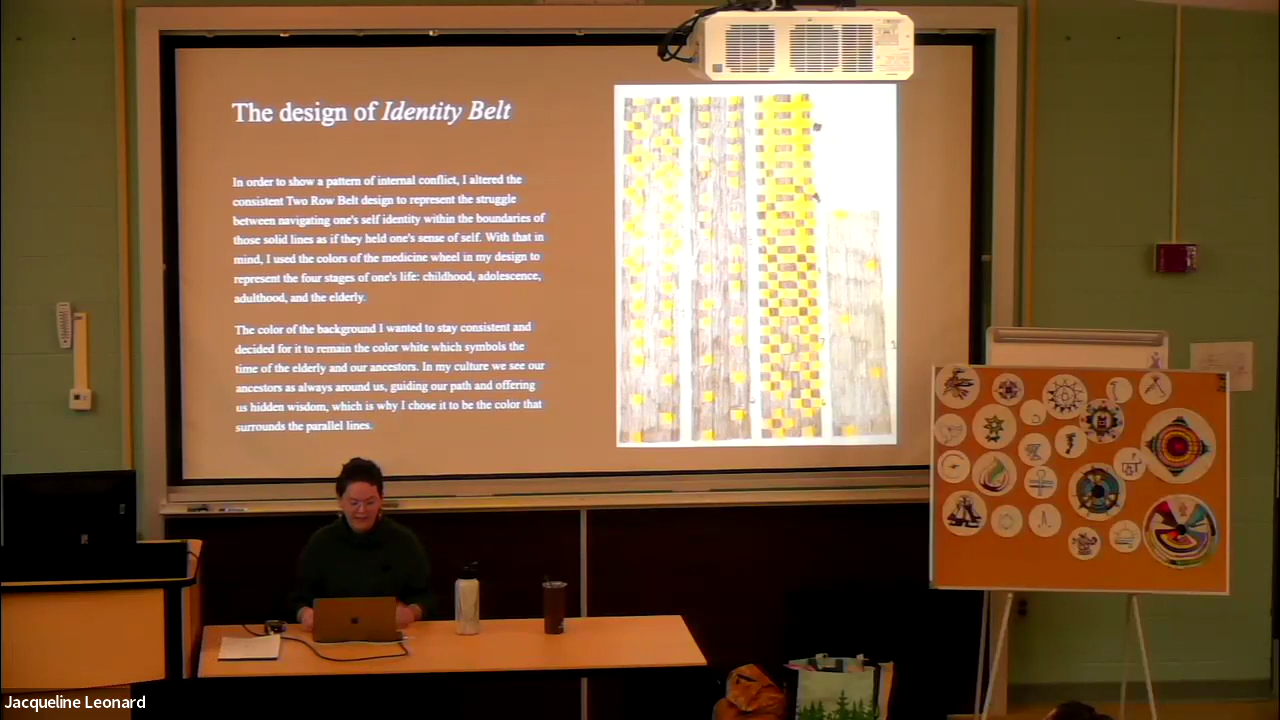 The design of Identity Belt
In order to show a pattern of internal conflict, I altered the
consistent Two Row Belt design to represent the struggle
between navigating one's self identity within the boundaries of
those solid lines as if they held one's sense of self. With that in
mind, I used the colors of the medicine wheel in my design to
represent the four stages of one's life: childhood, adolescence,
adulthood, and the elderly.
The color of the background I wanted to stay consistent and
decided for it to remain the color white which symbols the
time of the elderly and our ancestors. In my culture we see our
ancestors as always around us, guiding our path and offering
us hidden wisdom, which is why I chose it to be the color that
surrounds the parallel lines.
Jacqueline Leonard